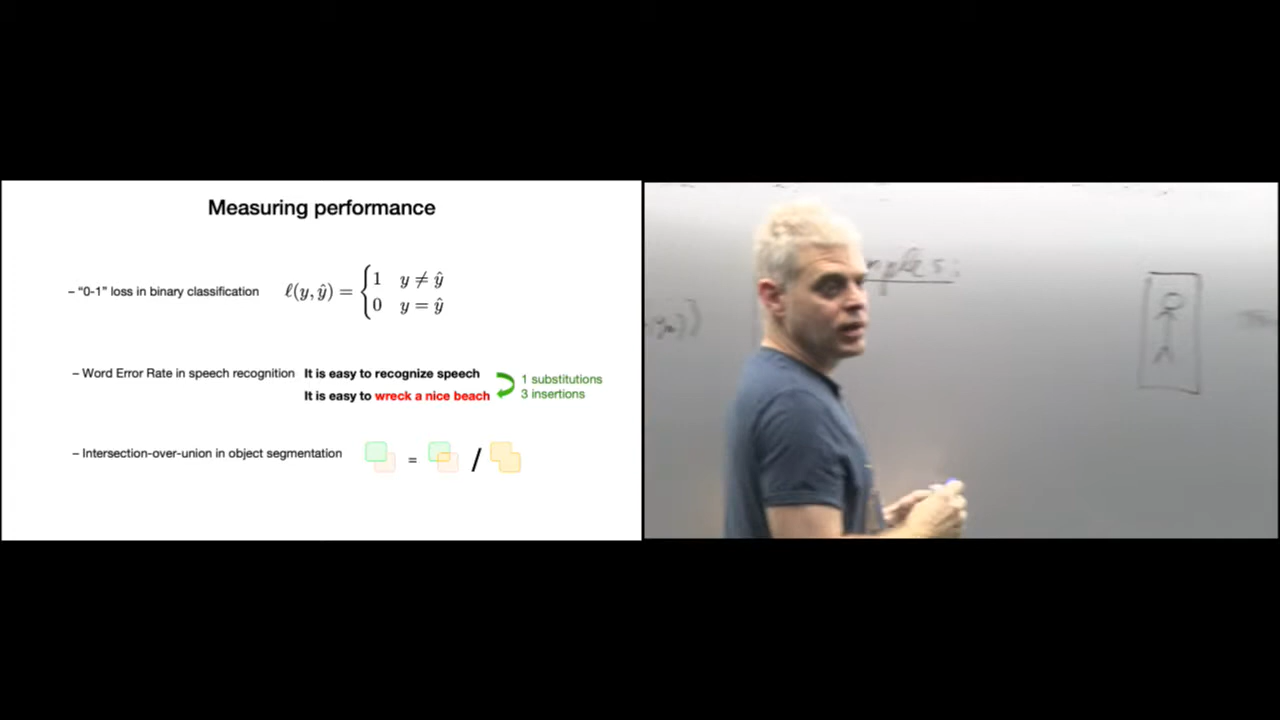 Measuring performance
– “0-1” loss in binary classification ℓ(y, ŷ) = { 1 y ≠ ŷ
0 y = ŷ
– Word Error Rate in speech recognition It is easy to recognize speech
It is easy to wreck a nice beach
1 substitutions
3 insertions
– Intersection-over-union in object segmentation = /